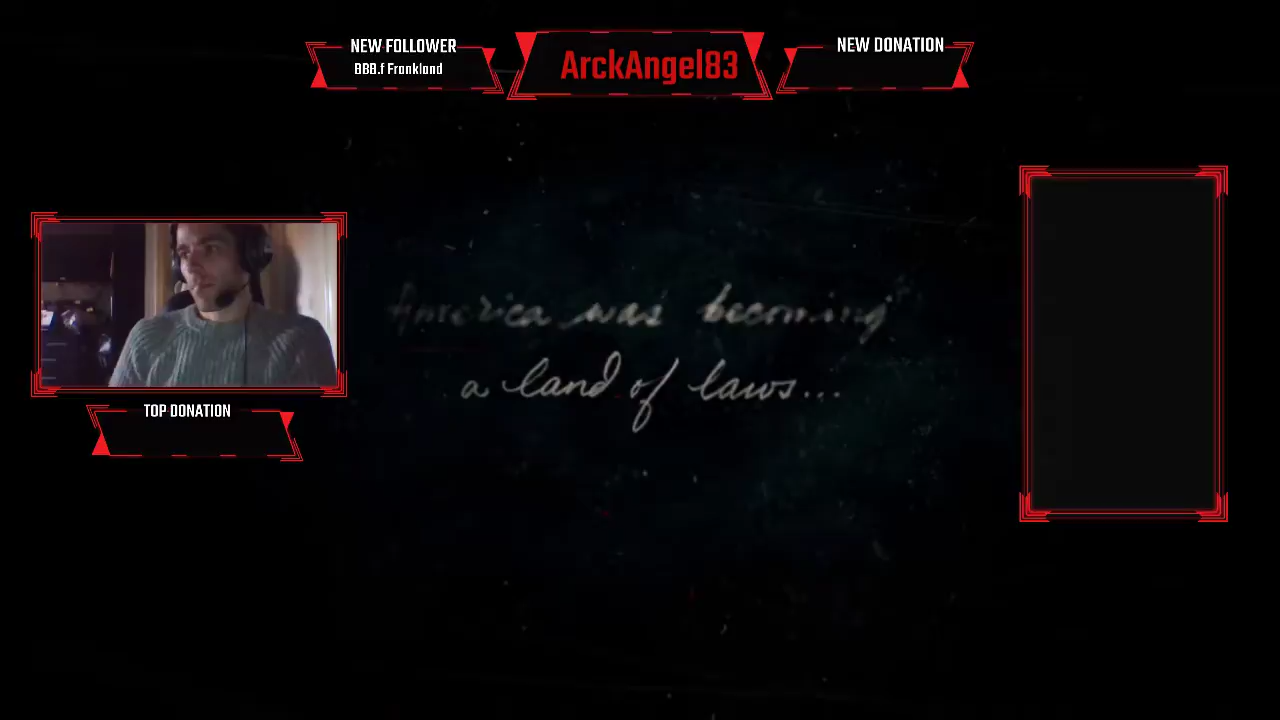 NEW FOLLOWER
BBB.f Frankland
ArckAngel83
NEW DONATION
TOP DONATION
America was becoming
a land of laws...